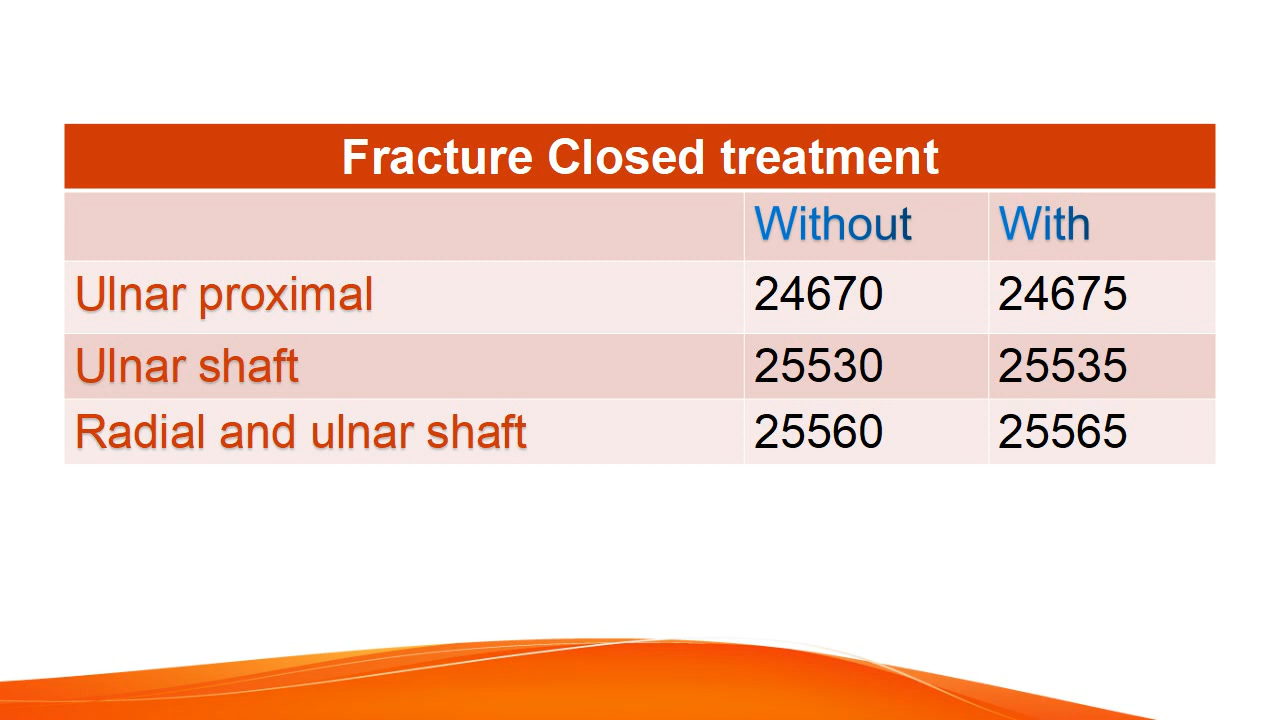 Fracture Closed treatment
Without With
Ulnar proximal 24670 24675
Ulnar shaft 25530 25535
Radial and ulnar shaft 25560 25565